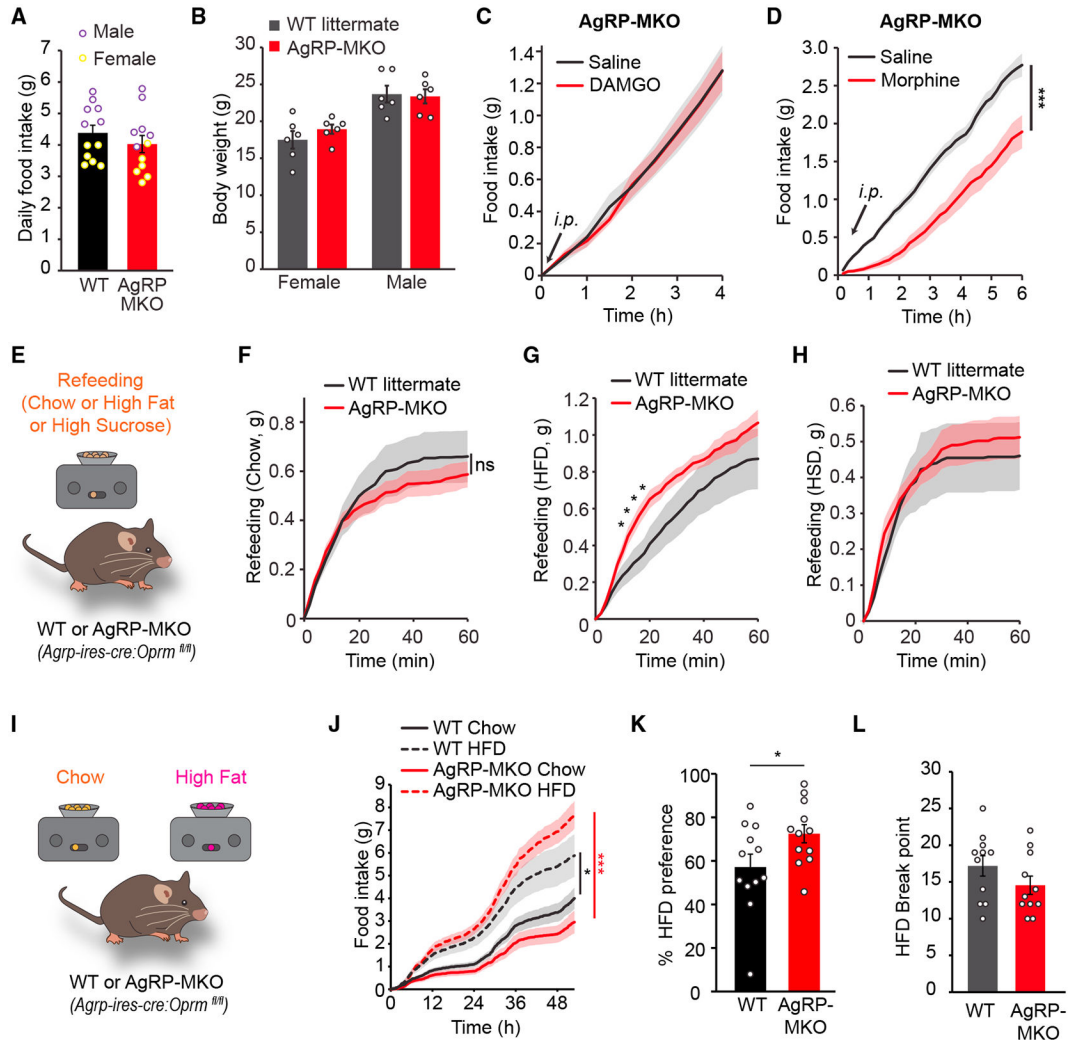 A
Male
Female
Daily food intake (g)
7
6
5
4
3
2
1
0
WT
AgRP
MKO
B
WT littermate
AgRP-MKO
Body weight (g)
30
25
20
15
10
5
0
Female
Male
C
AgRP-MKO
Saline
DAMGO
Food intake (g)
1.4
1.2
1.0
0.8
0.6
0.4
0.2
0
i.p.
0 1 2 3 4
Time (h)
D
AgRP-MKO
Saline
Morphine
Food intake (g)
3.0
2.5
2.0
1.5
1.0
0.5
0
i.p.
***
0 1 2 3 4 5 6
Time (h)
E
Refeeding
(Chow or High Fat
or High Sucrose)
WT or AgRP-MKO
(Agrp-ires-cre:Oprm fl/fl)
F
WT littermate
AgRP-MKO
Refeeding (Chow, g)
0.8
0.6
0.4
0.2
0
ns
0 20 40 60
Time (min)
G
WT littermate
AgRP-MKO
Refeeding (HFD, g)
1.2
1.0
0.8
0.6
0.4
0.2
0
* * * *
0 20 40 60
Time (min)
H
WT littermate
AgRP-MKO
Refeeding (HSD, g)
0.6
0.5
0.4
0.3
0.2
0.1
0
0 20 40 60
Time (min)
I
Chow
High Fat
WT or AgRP-MKO
(Agrp-ires-cre:Oprm fl/fl)
J
WT Chow
WT HFD
AgRP-MKO Chow
AgRP-MKO HFD
Food intake (g)
9
8
7
6
5
4
3
2
1
0
*
***
0 12 24 36 48
Time (h)
K
*
% HFD preference
100
80
60
40
20
0
WT
AgRP-
MKO
L
HFD Break point
30
25
20
15
10
5
0
WT
AgRP-
MKO